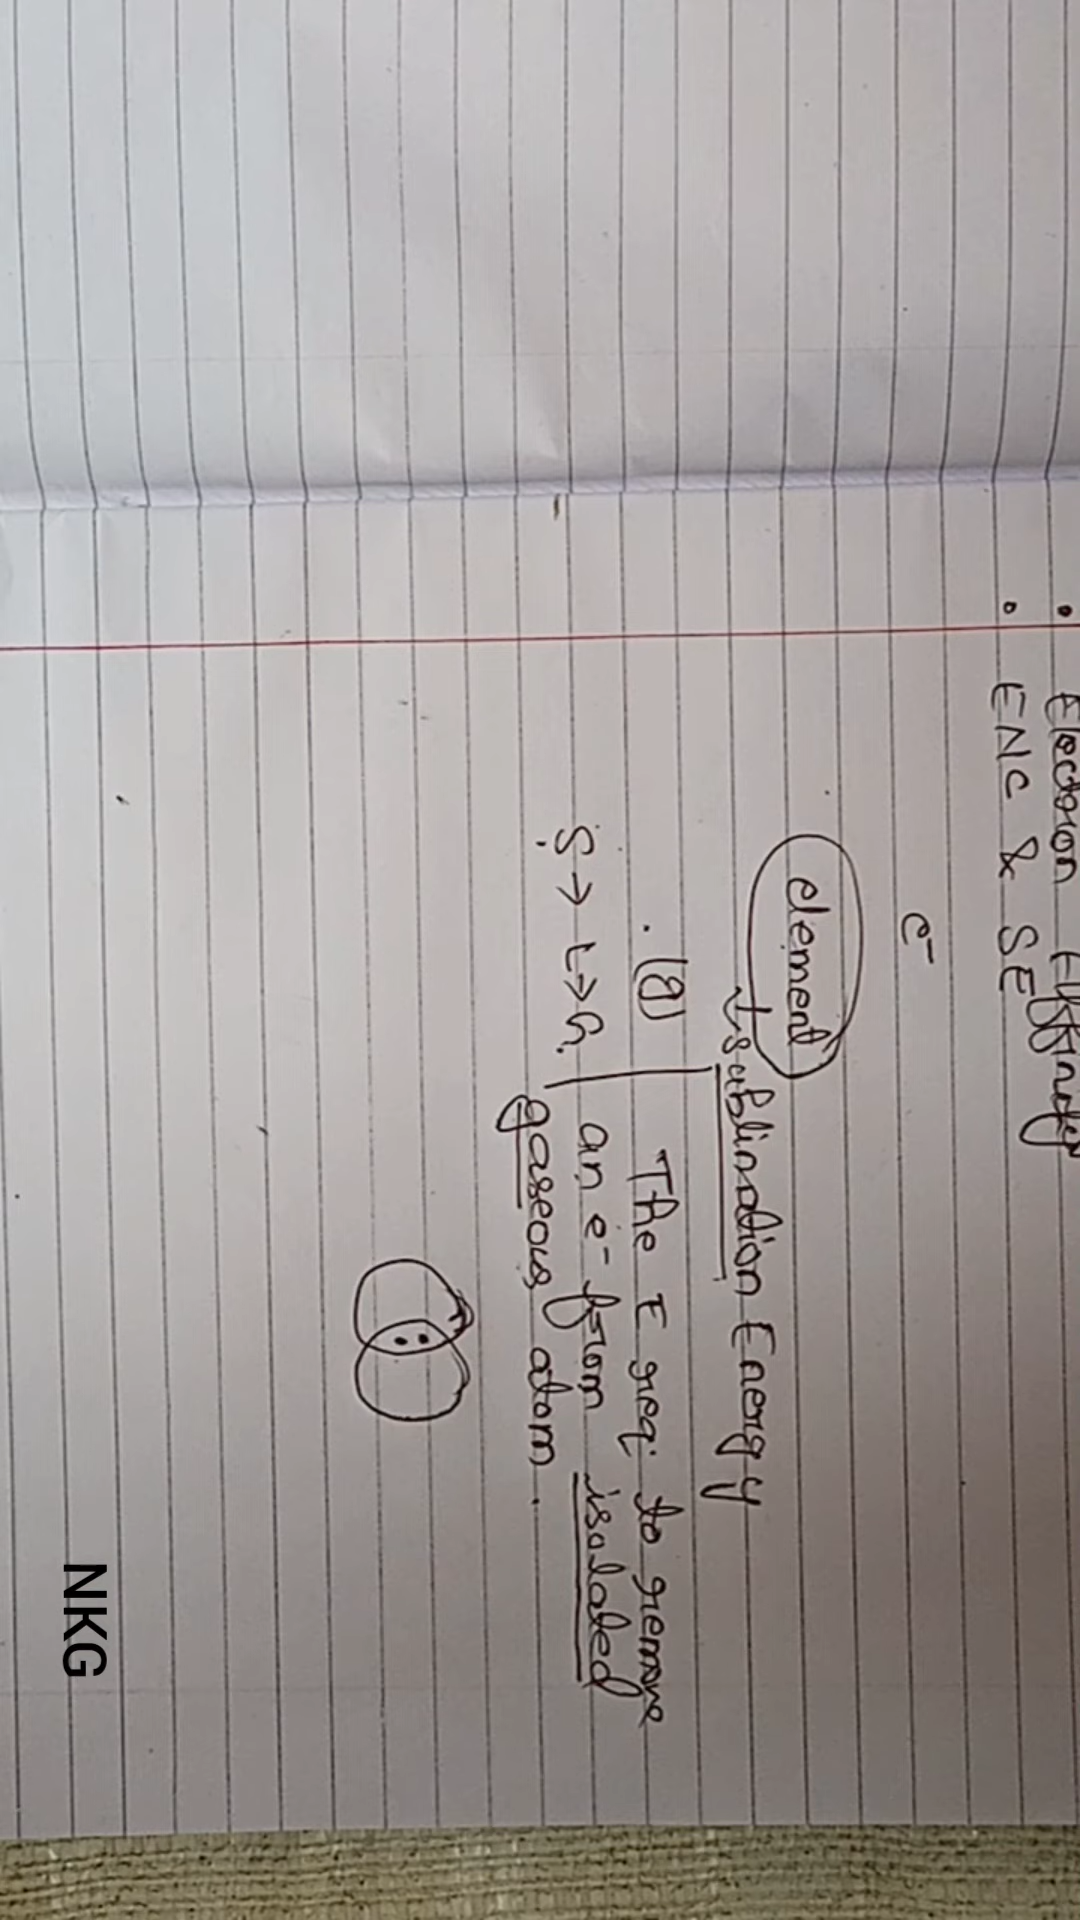 • Electron Affinity
• ENC & SE
e⁻
element
→ sublimation Energy
(g)
S → L → G.
The E req. to remove
an e⁻ from isolated
gaseous atom.
NKG